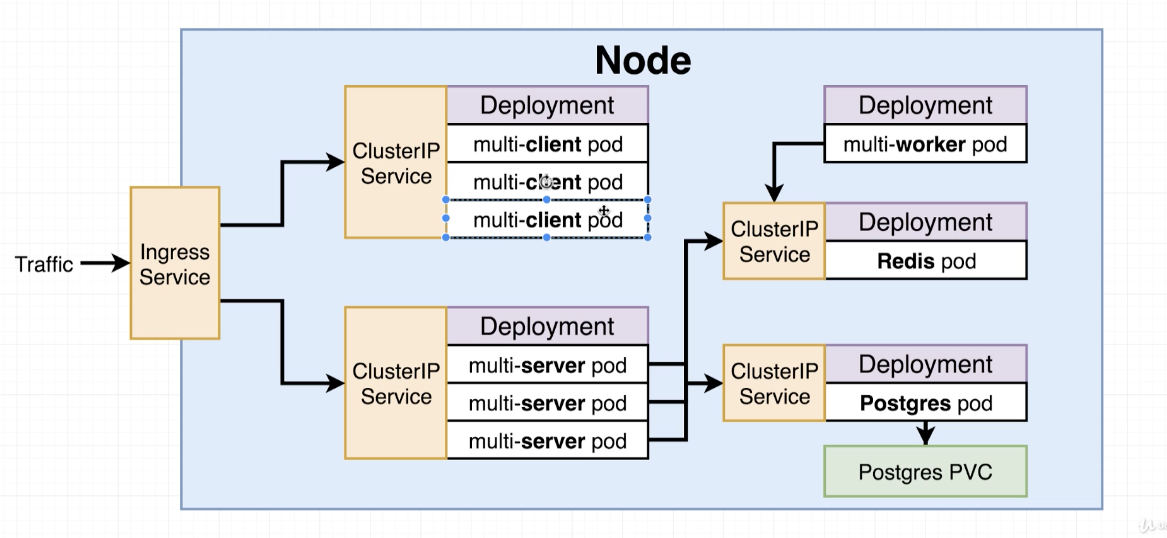 Node
Traffic
Ingress
Service
ClusterIP
Service
Deployment
multi-client pod
multi-client pod
multi-client pod
ClusterIP
Service
Deployment
multi-server pod
multi-server pod
multi-server pod
Deployment
multi-worker pod
ClusterIP
Service
Deployment
Redis pod
ClusterIP
Service
Deployment
Postgres pod
Postgres PVC